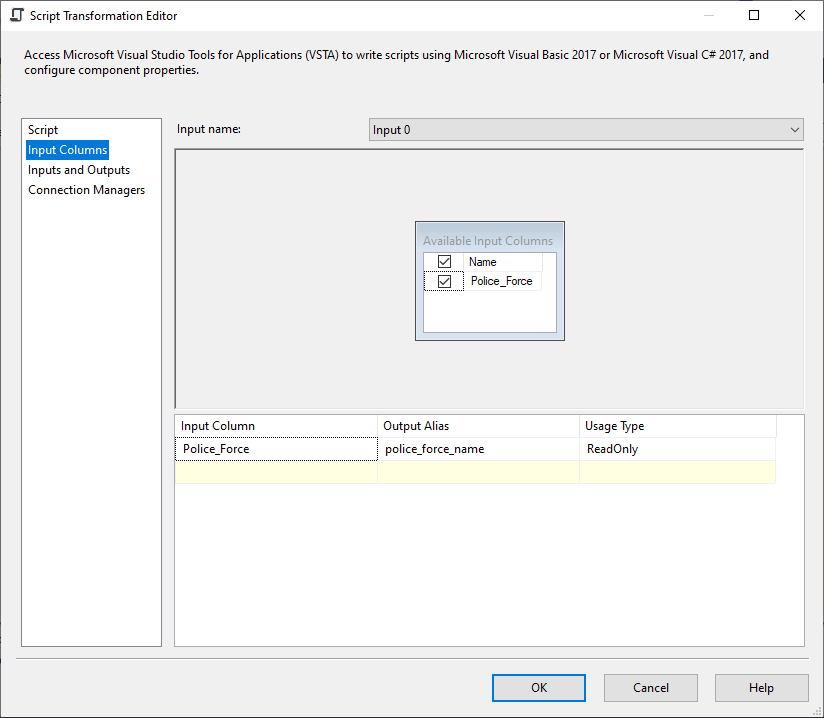 Script Transformation Editor
Access Microsoft Visual Studio Tools for Applications (VSTA) to write scripts using Microsoft Visual Basic 2017 or Microsoft Visual C# 2017, and
configure component properties.
Script
Input Columns
Inputs and Outputs
Connection Managers
Input name:
Input 0
Available Input Columns
Name
Police_Force
Input Column Output Alias Usage Type
Police_Force police_force_name ReadOnly
OK Cancel Help